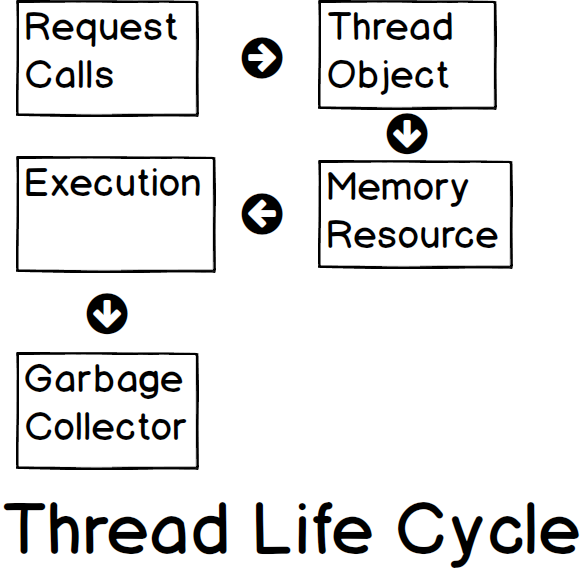 Request
Calls
Thread
Object
Memory
Resource
Execution
Garbage
Collector
Thread Life Cycle